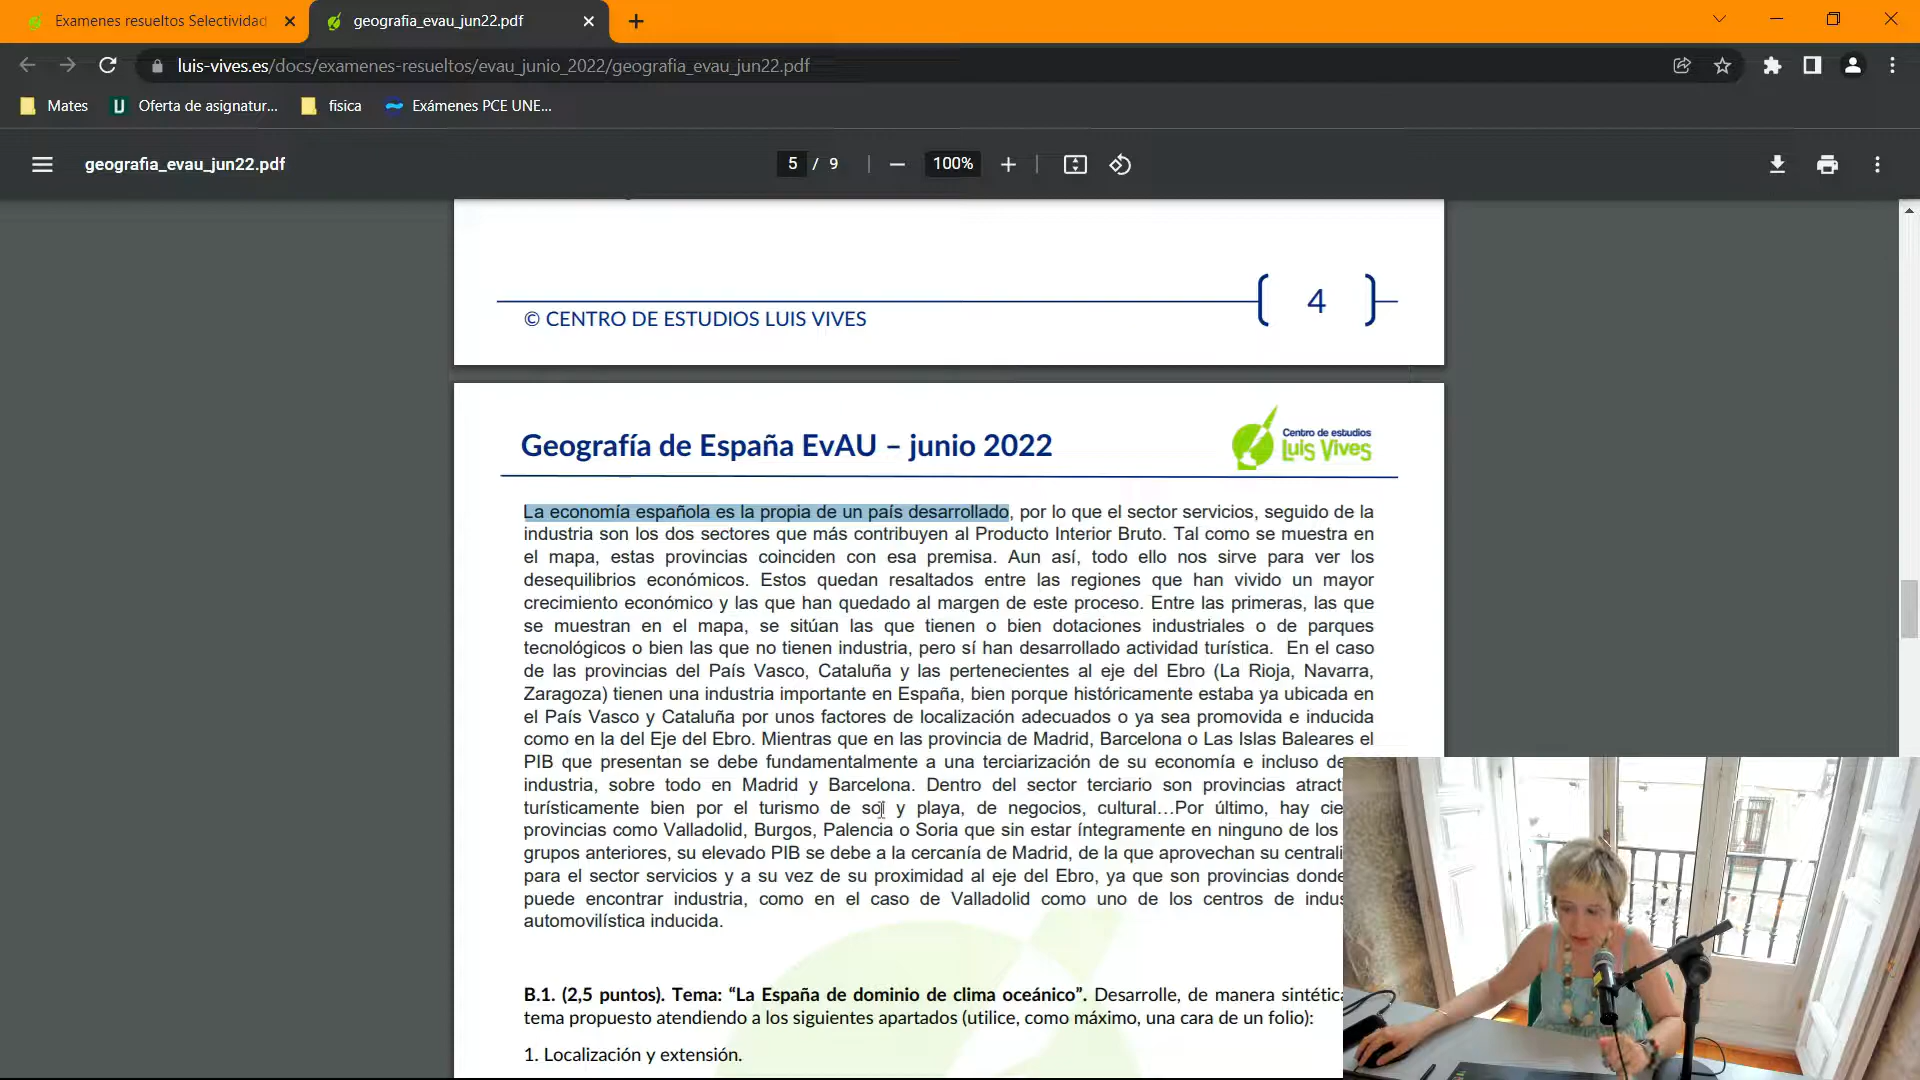 Examenes resueltos Selectividad
geografia_evau_jun22.pdf
luis-vives.es/docs/examenes-resueltos/evau_junio_2022/geografia_evau_jun22.pdf
Mates
U
Oferta de asignatur...
fisica
Exámenes PCE UNE...
geografia_evau_jun22.pdf
5 / 9
100%
4
© CENTRO DE ESTUDIOS LUIS VIVES
Geografía de España EvAU – junio 2022
Centro de estudios
Luis Vives
La economía española es la propia de un país desarrollado, por lo que el sector servicios, seguido de la
industria son los dos sectores que más contribuyen al Producto Interior Bruto. Tal como se muestra en
el mapa, estas provincias coinciden con esa premisa. Aun así, todo ello nos sirve para ver los
desequilibrios económicos. Estos quedan resaltados entre las regiones que han vivido un mayor
crecimiento económico y las que han quedado al margen de este proceso. Entre las primeras, las que
se muestran en el mapa, se sitúan las que tienen o bien dotaciones industriales o de parques
tecnológicos o bien las que no tienen industria, pero sí han desarrollado actividad turística. En el caso
de las provincias del País Vasco, Cataluña y las pertenecientes al eje del Ebro (La Rioja, Navarra,
Zaragoza) tienen una industria importante en España, bien porque históricamente estaba ya ubicada en
el País Vasco y Cataluña por unos factores de localización adecuados o ya sea promovida e inducida
como en la del Eje del Ebro. Mientras que en las provincia de Madrid, Barcelona o Las Islas Baleares el
PIB que presentan se debe fundamentalmente a una terciarización de su economía e incluso de
industria, sobre todo en Madrid y Barcelona. Dentro del sector terciario son provincias atracti
turísticamente bien por el turismo de sol y playa, de negocios, cultural…Por último, hay cie
provincias como Valladolid, Burgos, Palencia o Soria que sin estar íntegramente en ninguno de los
grupos anteriores, su elevado PIB se debe a la cercanía de Madrid, de la que aprovechan su centrali
para el sector servicios y a su vez de su proximidad al eje del Ebro, ya que son provincias donde
puede encontrar industria, como en el caso de Valladolid como uno de los centros de indus
automovilística inducida.
B.1. (2,5 puntos). Tema: “La España de dominio de clima oceánico”. Desarrolle, de manera sintética
tema propuesto atendiendo a los siguientes apartados (utilice, como máximo, una cara de un folio):
1. Localización y extensión.